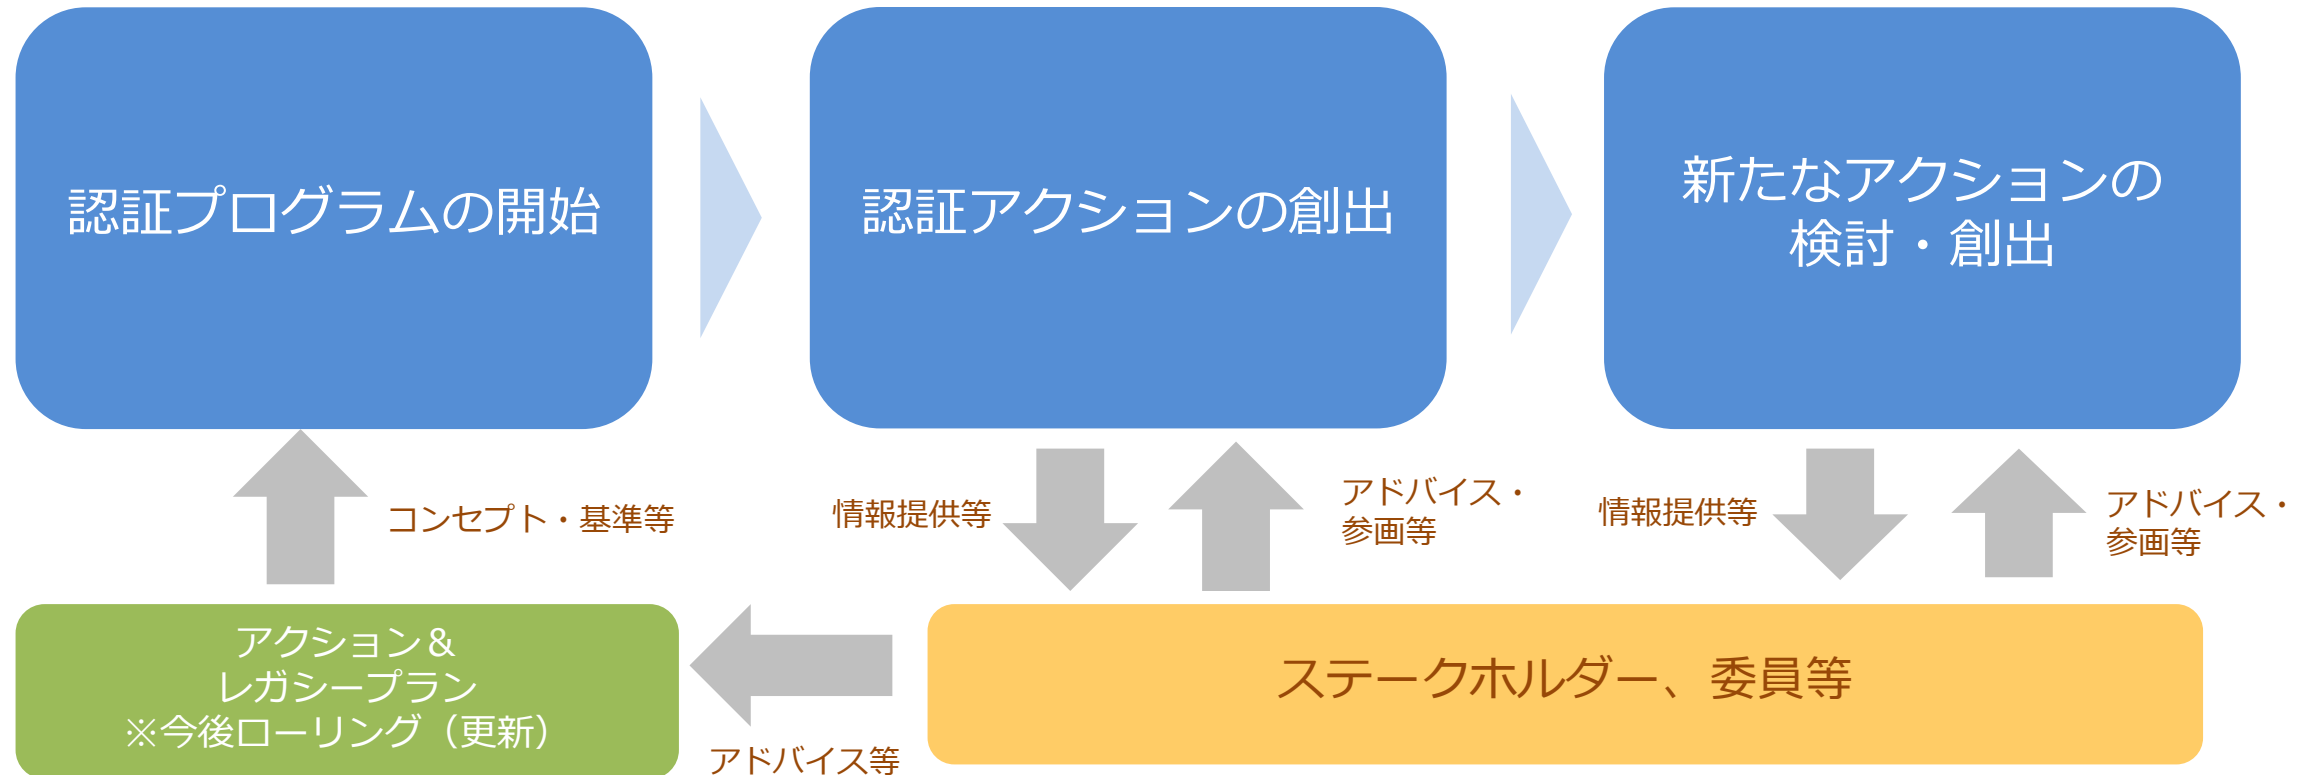 認証プログラムの開始
認証アクションの創出
新たなアクションの
検討・創出
コンセプト・基準等
情報提供等
アドバイス・
参画等
情報提供等
アドバイス・
参画等
アクション＆
レガシープラン
※今後ローリング（更新）
アドバイス等
ステークホルダー、委員等